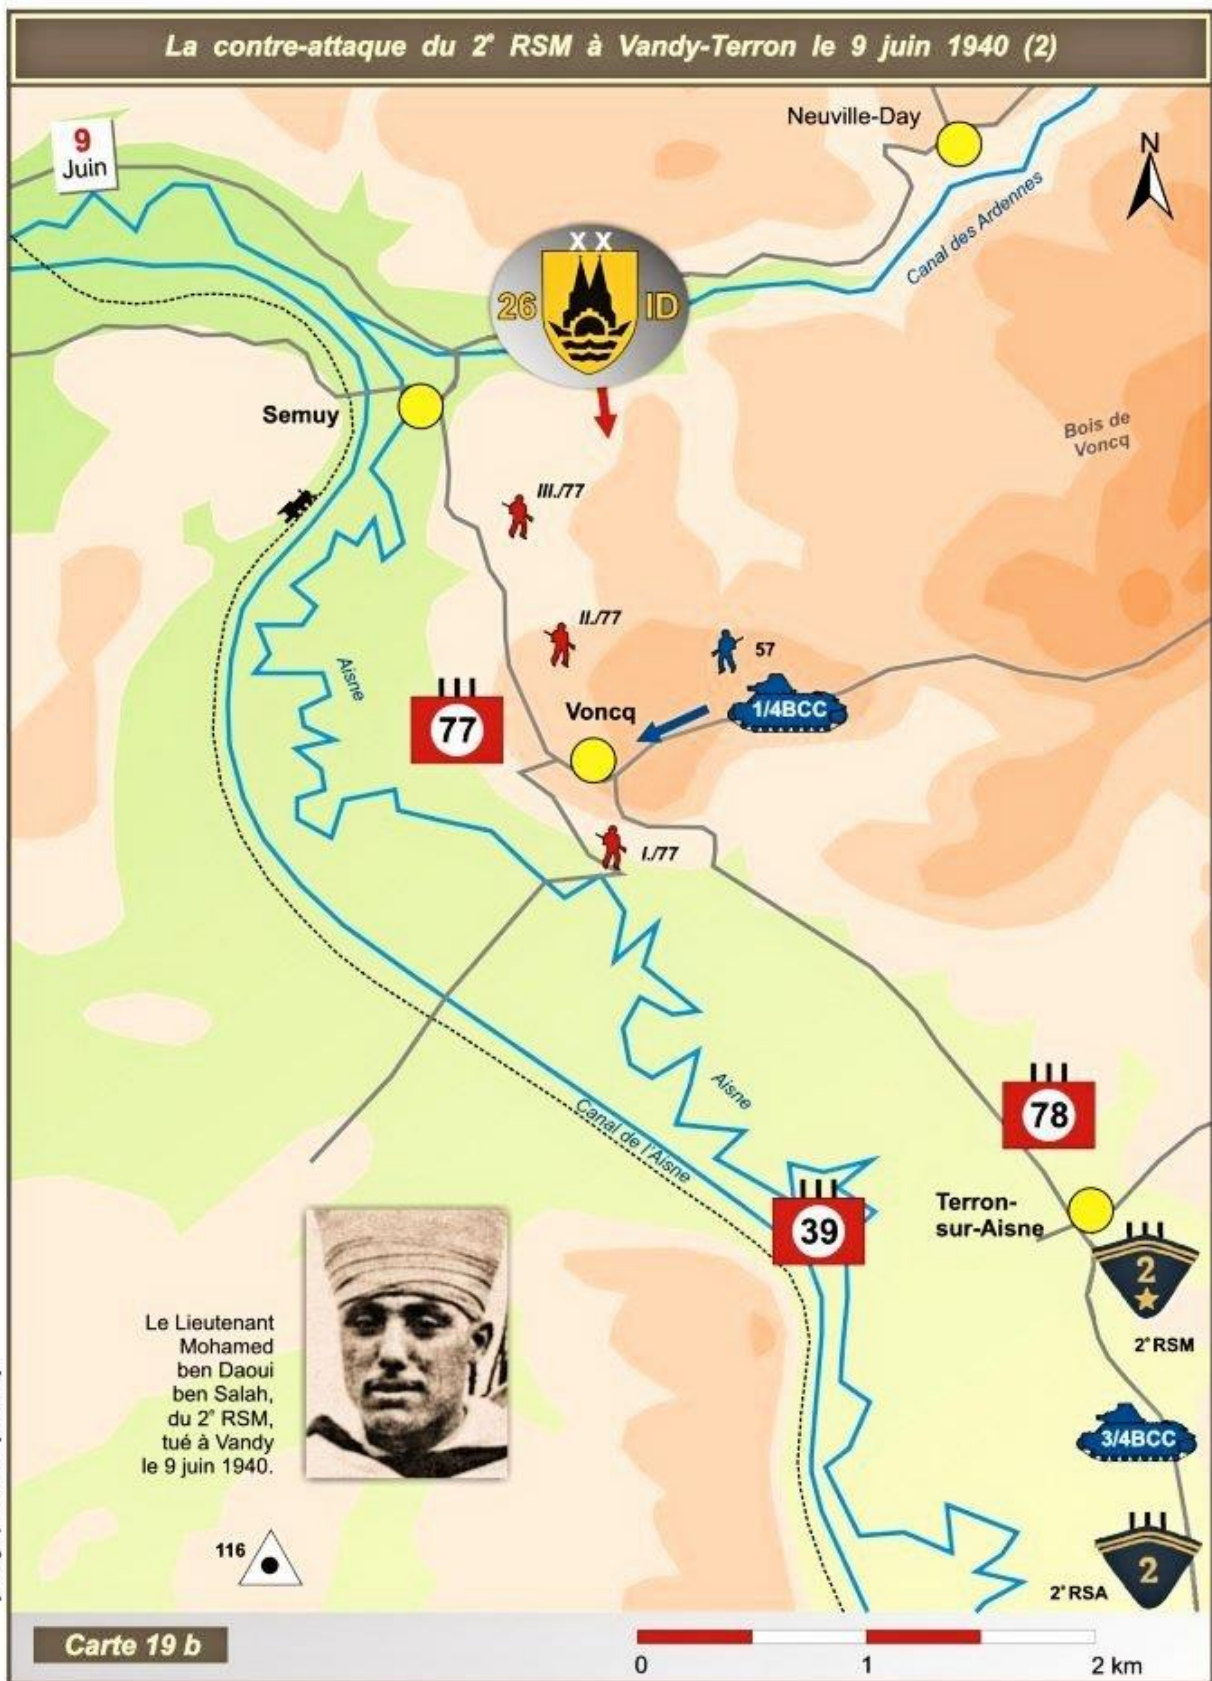 La contre-attaque du 2e RSM à Vandy-Terron le 9 juin 1940 (2)
9
Juin
Neuville-Day
N
Canal des Ardennes
X X
26 ID
Semuy
Bois de
Voncq
III./77
II./77
57
Aisne
77
Voncq
1/4BCC
I./77
Aisne
78
Canal de l'Aisne
39
Terron-
sur-Aisne
2
2e RSM
Le Lieutenant
Mohamed
ben Daoui
ben Salah,
du 2e RSM,
tué à Vandy
le 9 juin 1940.
3/4BCC
116
2
2e RSA
Carte 19 b
0 1 2 km